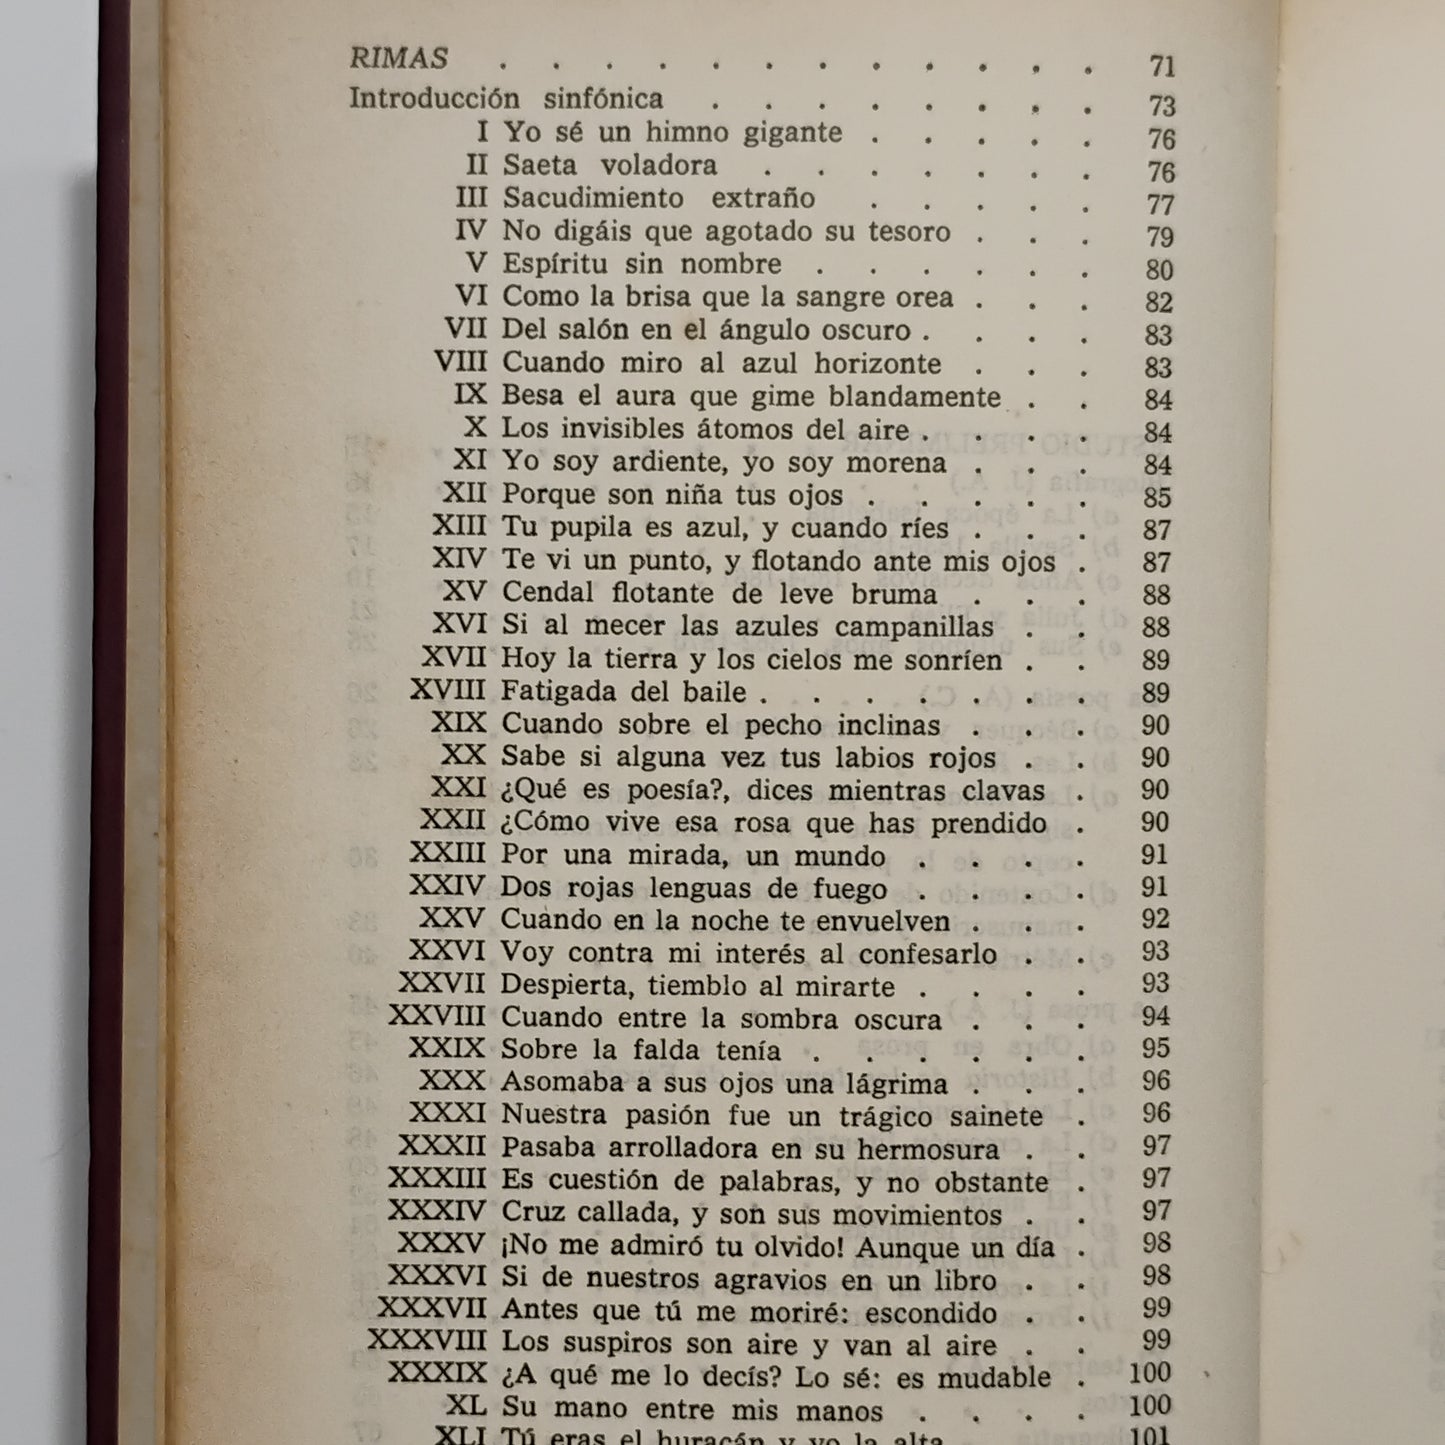 RIMAS . . . . . . . . . . . . 71
Introducción sinfónica . . . . . . . . 73
I Yo sé un himno gigante . . . . . 76
II Saeta voladora . . . . . . . 76
III Sacudimiento extraño . . . . . 77
IV No digáis que agotado su tesoro . . . 79
V Espíritu sin nombre . . . . . . 80
VI Como la brisa que la sangre orea . . . 82
VII Del salón en el ángulo oscuro . . . . 83
VIII Cuando miro al azul horizonte . . . 83
IX Besa el aura que gime blandamente . . 84
X Los invisibles átomos del aire . . . . 84
XI Yo soy ardiente, yo soy morena . . . 84
XII Porque son niña tus ojos . . . . . 85
XIII Tu pupila es azul, y cuando ríes . . . 87
XIV Te vi un punto, y flotando ante mis ojos . 87
XV Cendal flotante de leve bruma . . . 88
XVI Si al mecer las azules campanillas . . 88
XVII Hoy la tierra y los cielos me sonríen . . 89
XVIII Fatigada del baile . . . . . . . 89
XIX Cuando sobre el pecho inclinas . . . 90
XX Sabe si alguna vez tus labios rojos . . 90
XXI ¿Qué es poesía?, dices mientras clavas . 90
XXII ¿Cómo vive esa rosa que has prendido . 90
XXIII Por una mirada, un mundo . . . . 91
XXIV Dos rojas lenguas de fuego . . . . 91
XXV Cuando en la noche te envuelven . . . 92
XXVI Voy contra mi interés al confesarlo . . 93
XXVII Despierta, tiemblo al mirarte . . . . 93
XXVIII Cuando entre la sombra oscura . . . 94
XXIX Sobre la falda tenía . . . . . . 95
XXX Asomaba a sus ojos una lágrima . . . 96
XXXI Nuestra pasión fue un trágico sainete . 96
XXXII Pasaba arrolladora en su hermosura . . 97
XXXIII Es cuestión de palabras, y no obstante . 97
XXXIV Cruz callada, y son sus movimientos . . 97
XXXV ¡No me admiró tu olvido! Aunque un día . 98
XXXVI Si de nuestros agravios en un libro . . 98
XXXVII Antes que tú me moriré: escondido . . 99
XXXVIII Los suspiros son aire y van al aire . . 99
XXXIX ¿A qué me lo decís? Lo sé: es mudable . 100
XL Su mano entre mis manos . . . . 100
XLI Tú eras el huracán y yo la alta 101